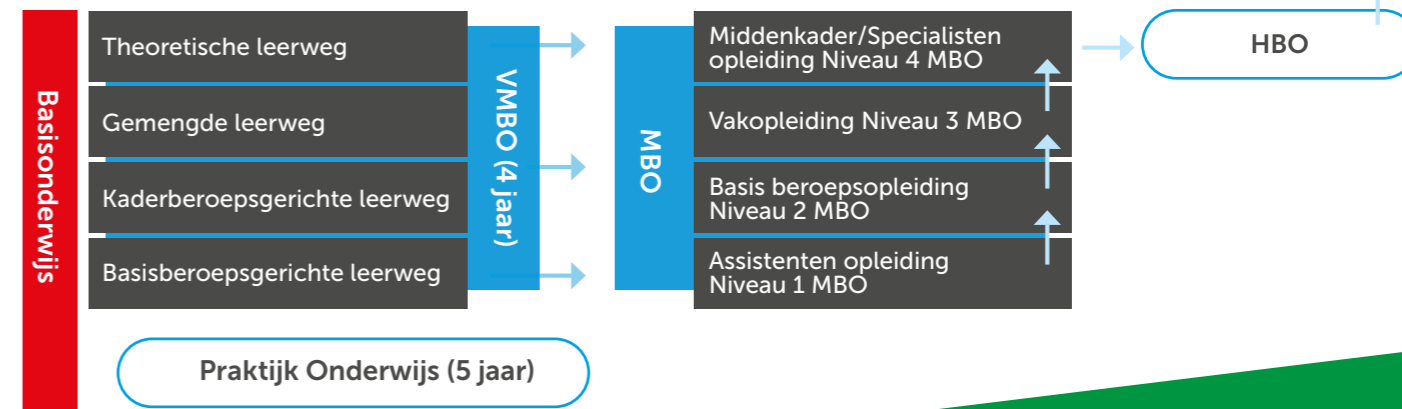 Basisonderwijs
Theoretische leerweg
Gemengde leerweg
Kaderberoepsgerichte leerweg
Basisberoepsgerichte leerweg
VMBO (4 jaar)
MBO
Middenkader/Specialisten
opleiding Niveau 4 MBO
Vakopleiding Niveau 3 MBO
Basis beroepsopleiding
Niveau 2 MBO
Assistenten opleiding
Niveau 1 MBO
HBO
Praktijk Onderwijs (5 jaar)